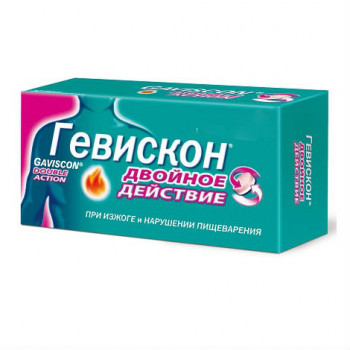 Гевискон®
GAVISCON®
DOUBLE
ACTION
ДВОЙНОЕ
ДЕЙСТВИЕ
ПРИ ИЗЖОГЕ и НАРУШЕНИИ ПИЩЕВАРЕНИЯ
Гевискон®
ДВОЙНОЕ
ДЕЙСТВИЕ